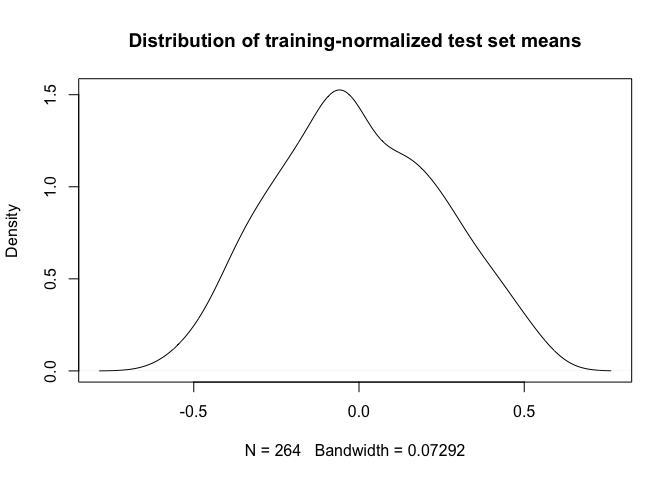 Distribution of training-normalized test set means
Density
1.5
1.0
0.5
0.0
-0.5
0.0
0.5
N = 264   Bandwidth = 0.07292